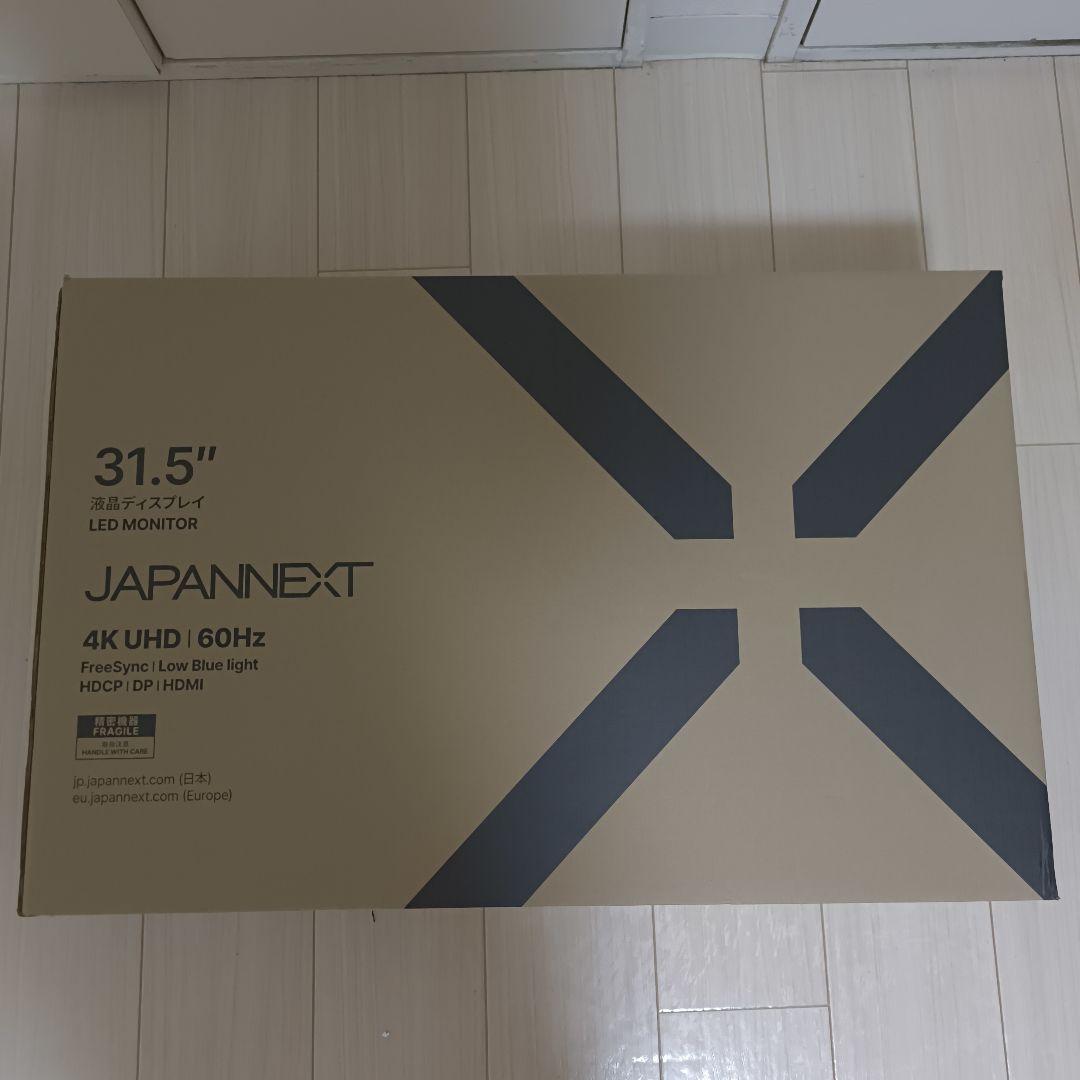 31.5"
液晶ディスプレイ
LED MONITOR
JAPANNEXT
4K UHD | 60Hz
FreeSync | Low Blue light
HDCP | DP | HDMI
精密機器
FRAGILE
取扱注意
HANDLE WITH CARE
jp.japannext.com (日本)
eu.japannext.com (Europe)